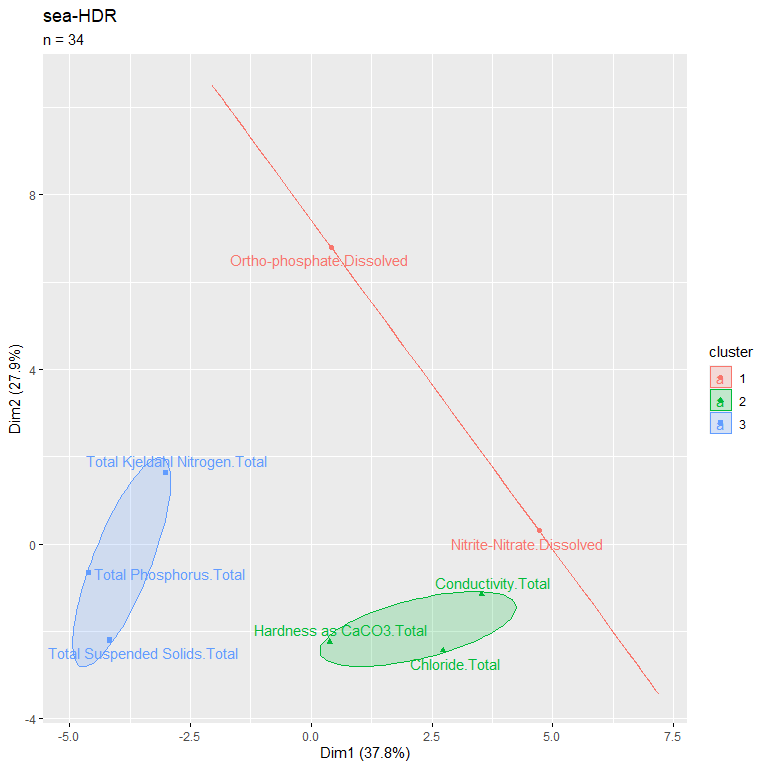 sea-HDR
n = 34
8
4
0
-4
Dim2 (27.9%)
Ortho-phosphate.Dissolved
Total Kjeldahl Nitrogen.Total
Nitrite-Nitrate.Dissolved
Total Phosphorus.Total
Conductivity.Total
Hardness as CaCO3.Total
Total Suspended Solids.Total
Chloride.Total
-5.0
-2.5
0.0
2.5
5.0
7.5
Dim1 (37.8%)
cluster
a 1
a 2
a 3